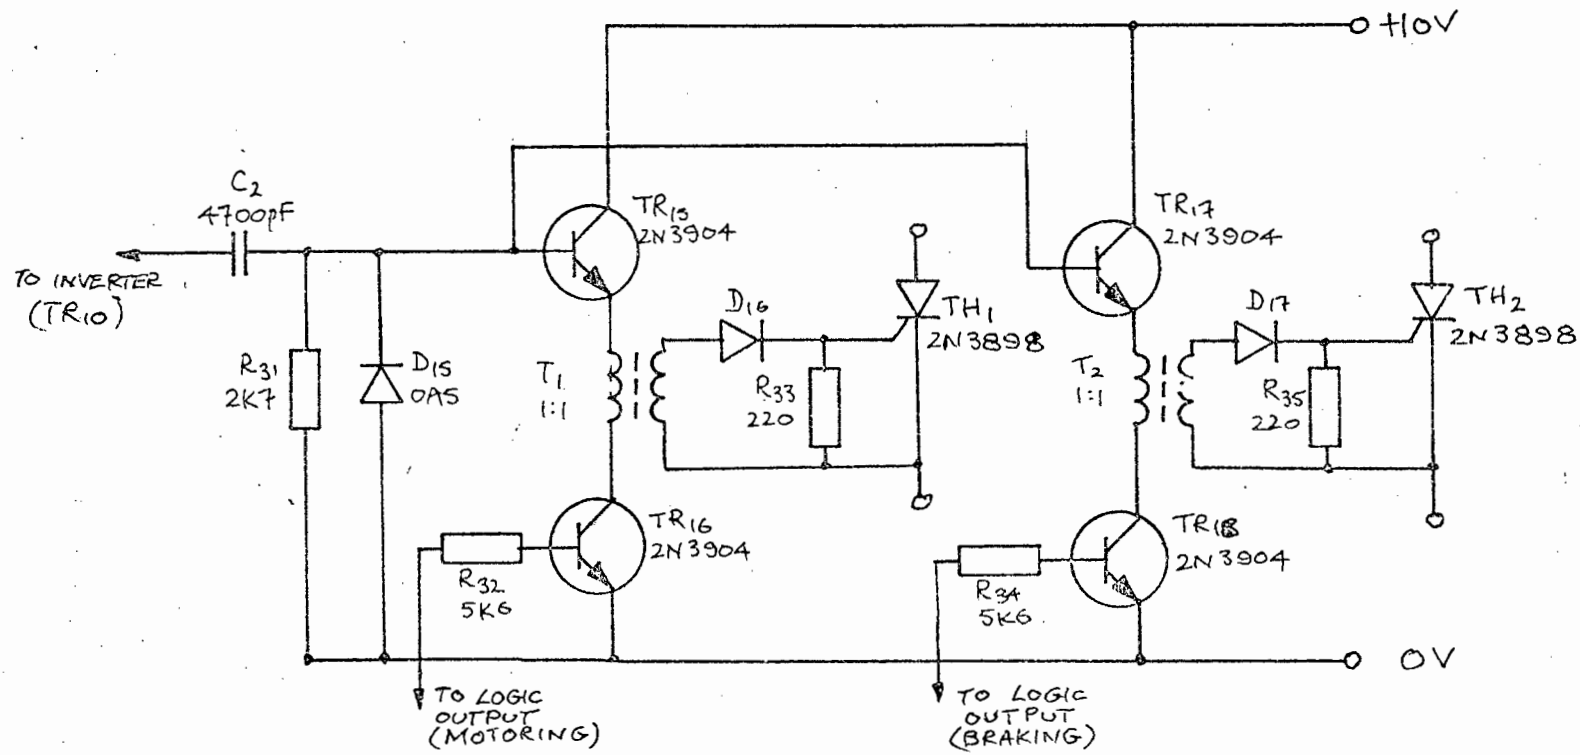 +10V
C2
4700pF
TO INVERTER
(TR10)
R31
2K7
D15
OA5
TR15
2N3904
T1
1:1
D16
R33
220
TH1
2N3898
TR16
2N3904
R32
5K6
TO LOGIC
OUTPUT
(MOTORING)
TR17
2N3904
T2
1:1
D17
R35
220
TH2
2N3898
TR18
2N3904
R34
5K6
TO LOGIC
OUTPUT
(BRAKING)
0V